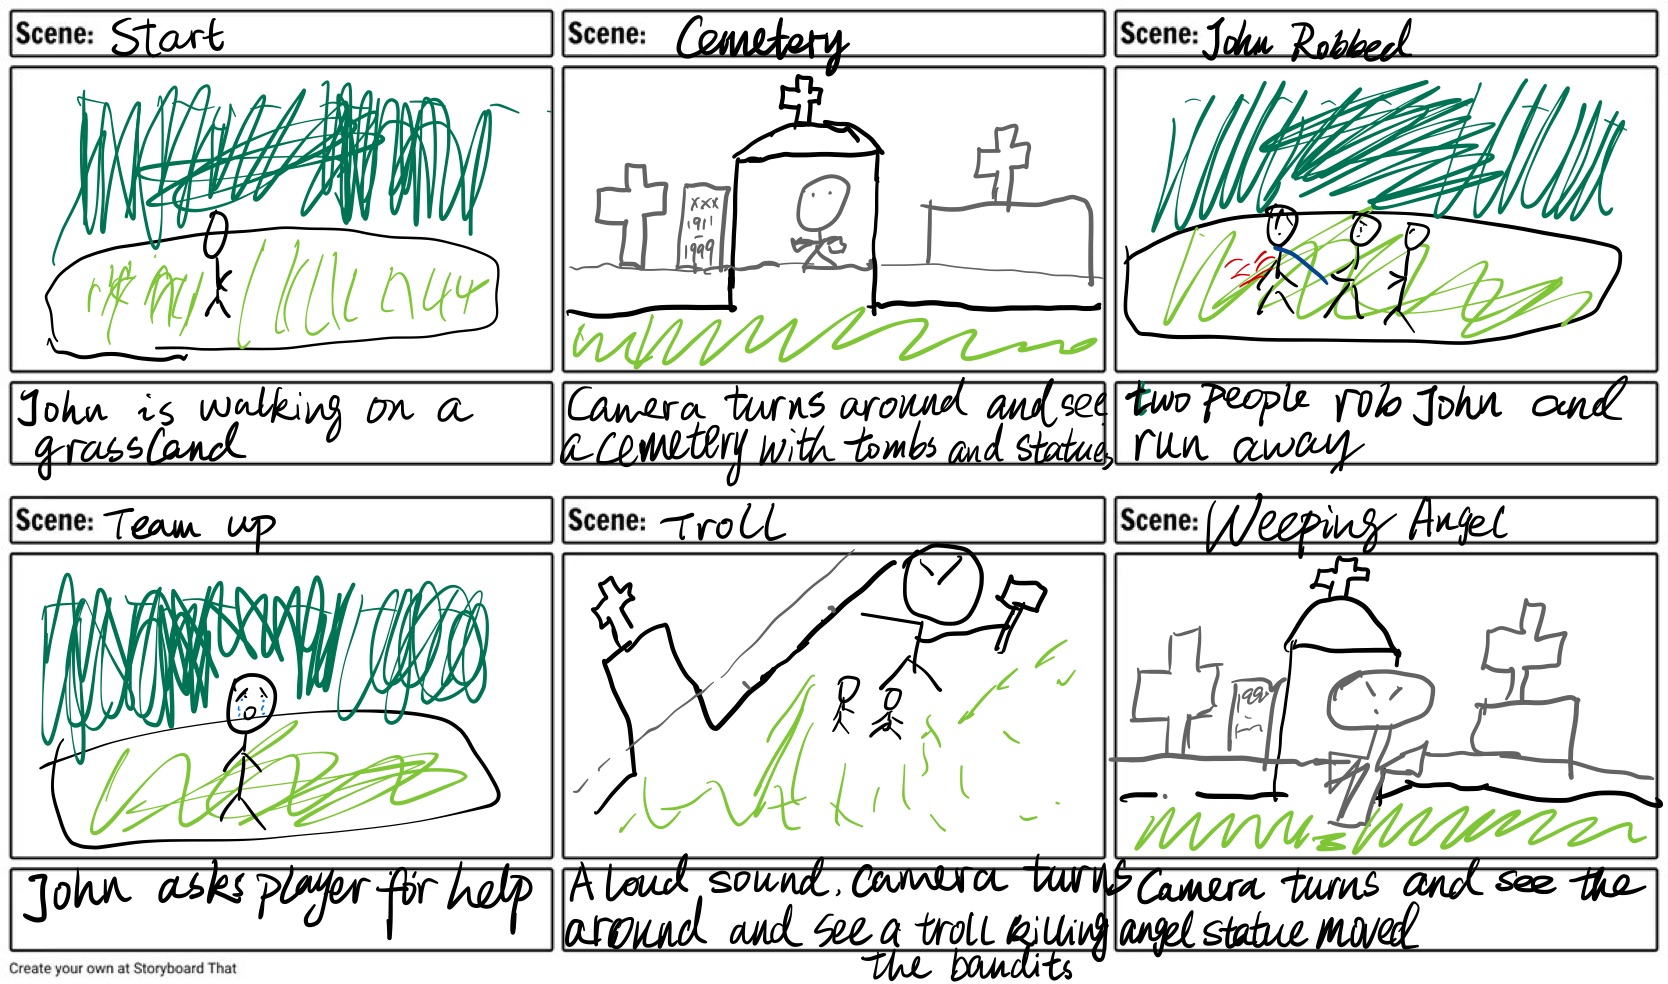 Scene: Start
Scene: Cemetery
Scene: John Robbed
xxx
1911
1999
John is walking on a
grassland
Camera turns around and see
a cemetery with tombs and statues
two people rob John and
run away
Scene: Team up
Scene: Troll
Scene: Weeping Angel
199
John asks player for help
A loud sound. camera turns
around and see a troll killing
the bandits
Camera turns and see the
angel statue moved
Create your own at Storyboard That